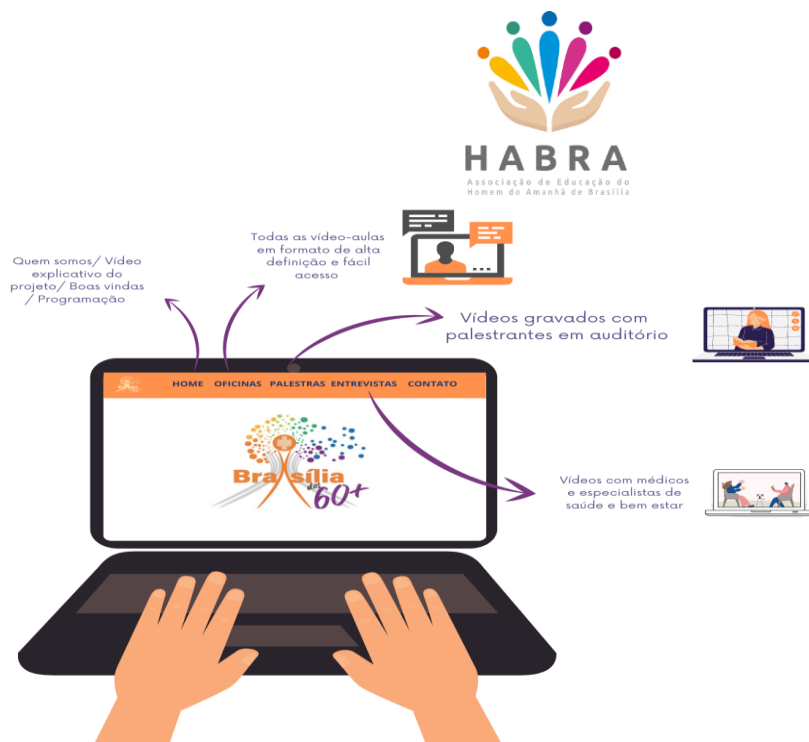 HABRA
Associação de Educação do
Homem do Amanhã de Brasília
Todas as vídeo-aulas
em formato de alta
definição e fácil
acesso
Quem somos/ Vídeo
explicativo do
projeto/ Boas vindas
/ Programação
Vídeos gravados com
palestrantes em auditório
HOME OFICINAS PALESTRAS ENTREVISTAS CONTATO
Brasília
dos
60+
Vídeos com médicos
e especialistas de
saúde e bem estar